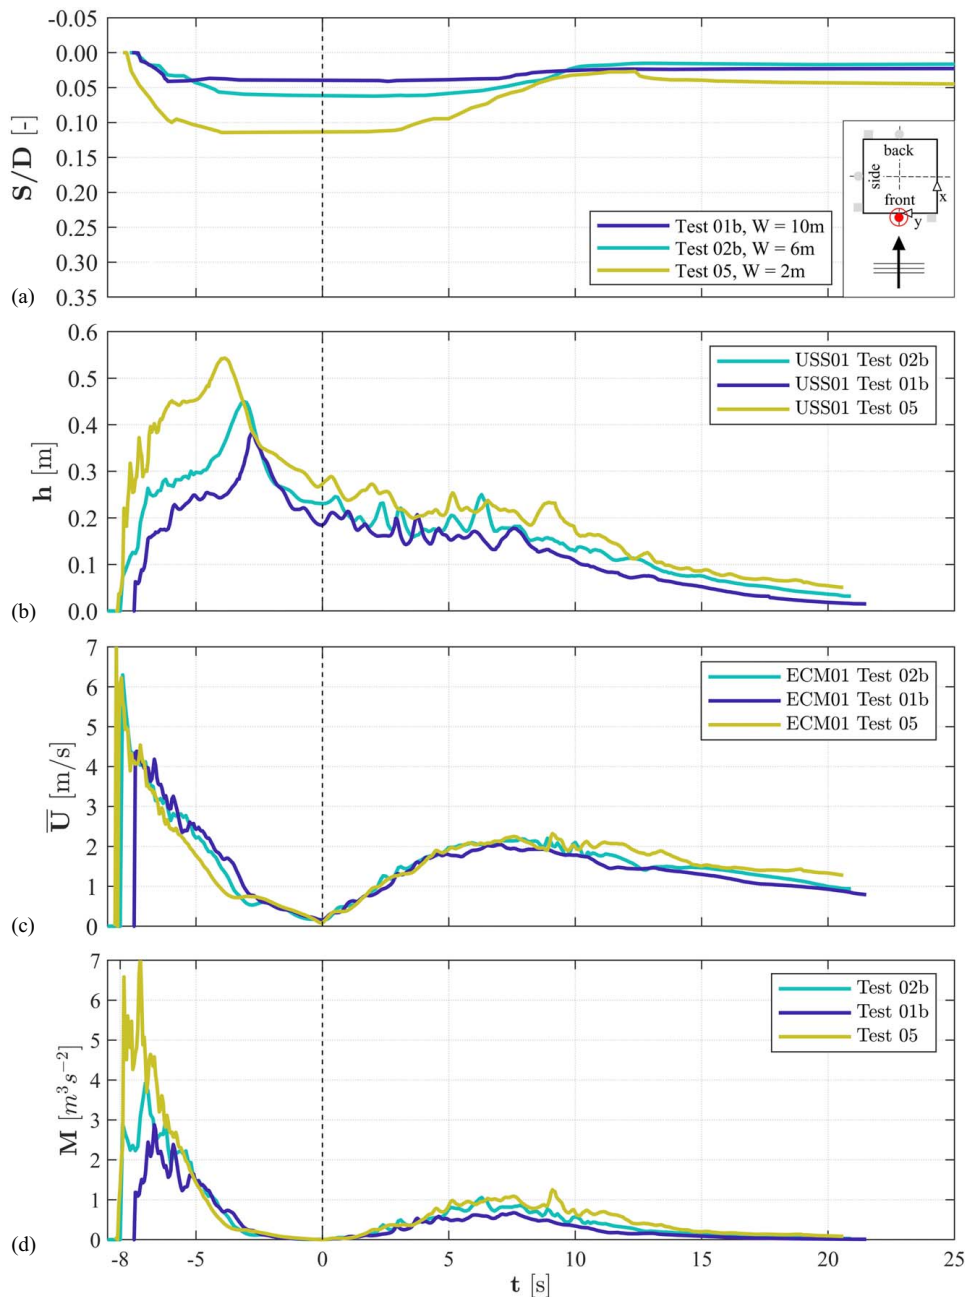 -0.05
0.00
0.05
0.10
0.15
0.20
0.25
0.30
0.35
S/D [-]
(a)
Test 01b, W = 10m
Test 02b, W = 6m
Test 05, W = 2m
back
side
front
x
y
0.6
0.5
0.4
0.3
0.2
0.1
0.0
h [m]
(b)
USS01 Test 02b
USS01 Test 01b
USS01 Test 05
7
6
5
4
3
2
1
0
U [m/s]
(c)
ECM01 Test 02b
ECM01 Test 01b
ECM01 Test 05
7
6
5
4
3
2
1
0
M [m³s⁻²]
(d)
Test 02b
Test 01b
Test 05
-8 -5 0 5 10 15 20 25
t [s]